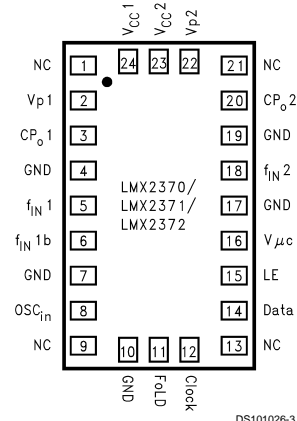 VCC1 VCC2 Vp2
24 23 22
NC 1 21 NC
Vp1 2 20 CPo2
CPo1 3 19 GND
GND 4 18 fIN2
fIN1 5 17 GND
fIN1b 6 16 Vμc
GND 7 15 LE
OSCin 8 14 Data
NC 9 13 NC
LMX2370/
LMX2371/
LMX2372
10 11 12
GND FoLD Clock
DS101026-3